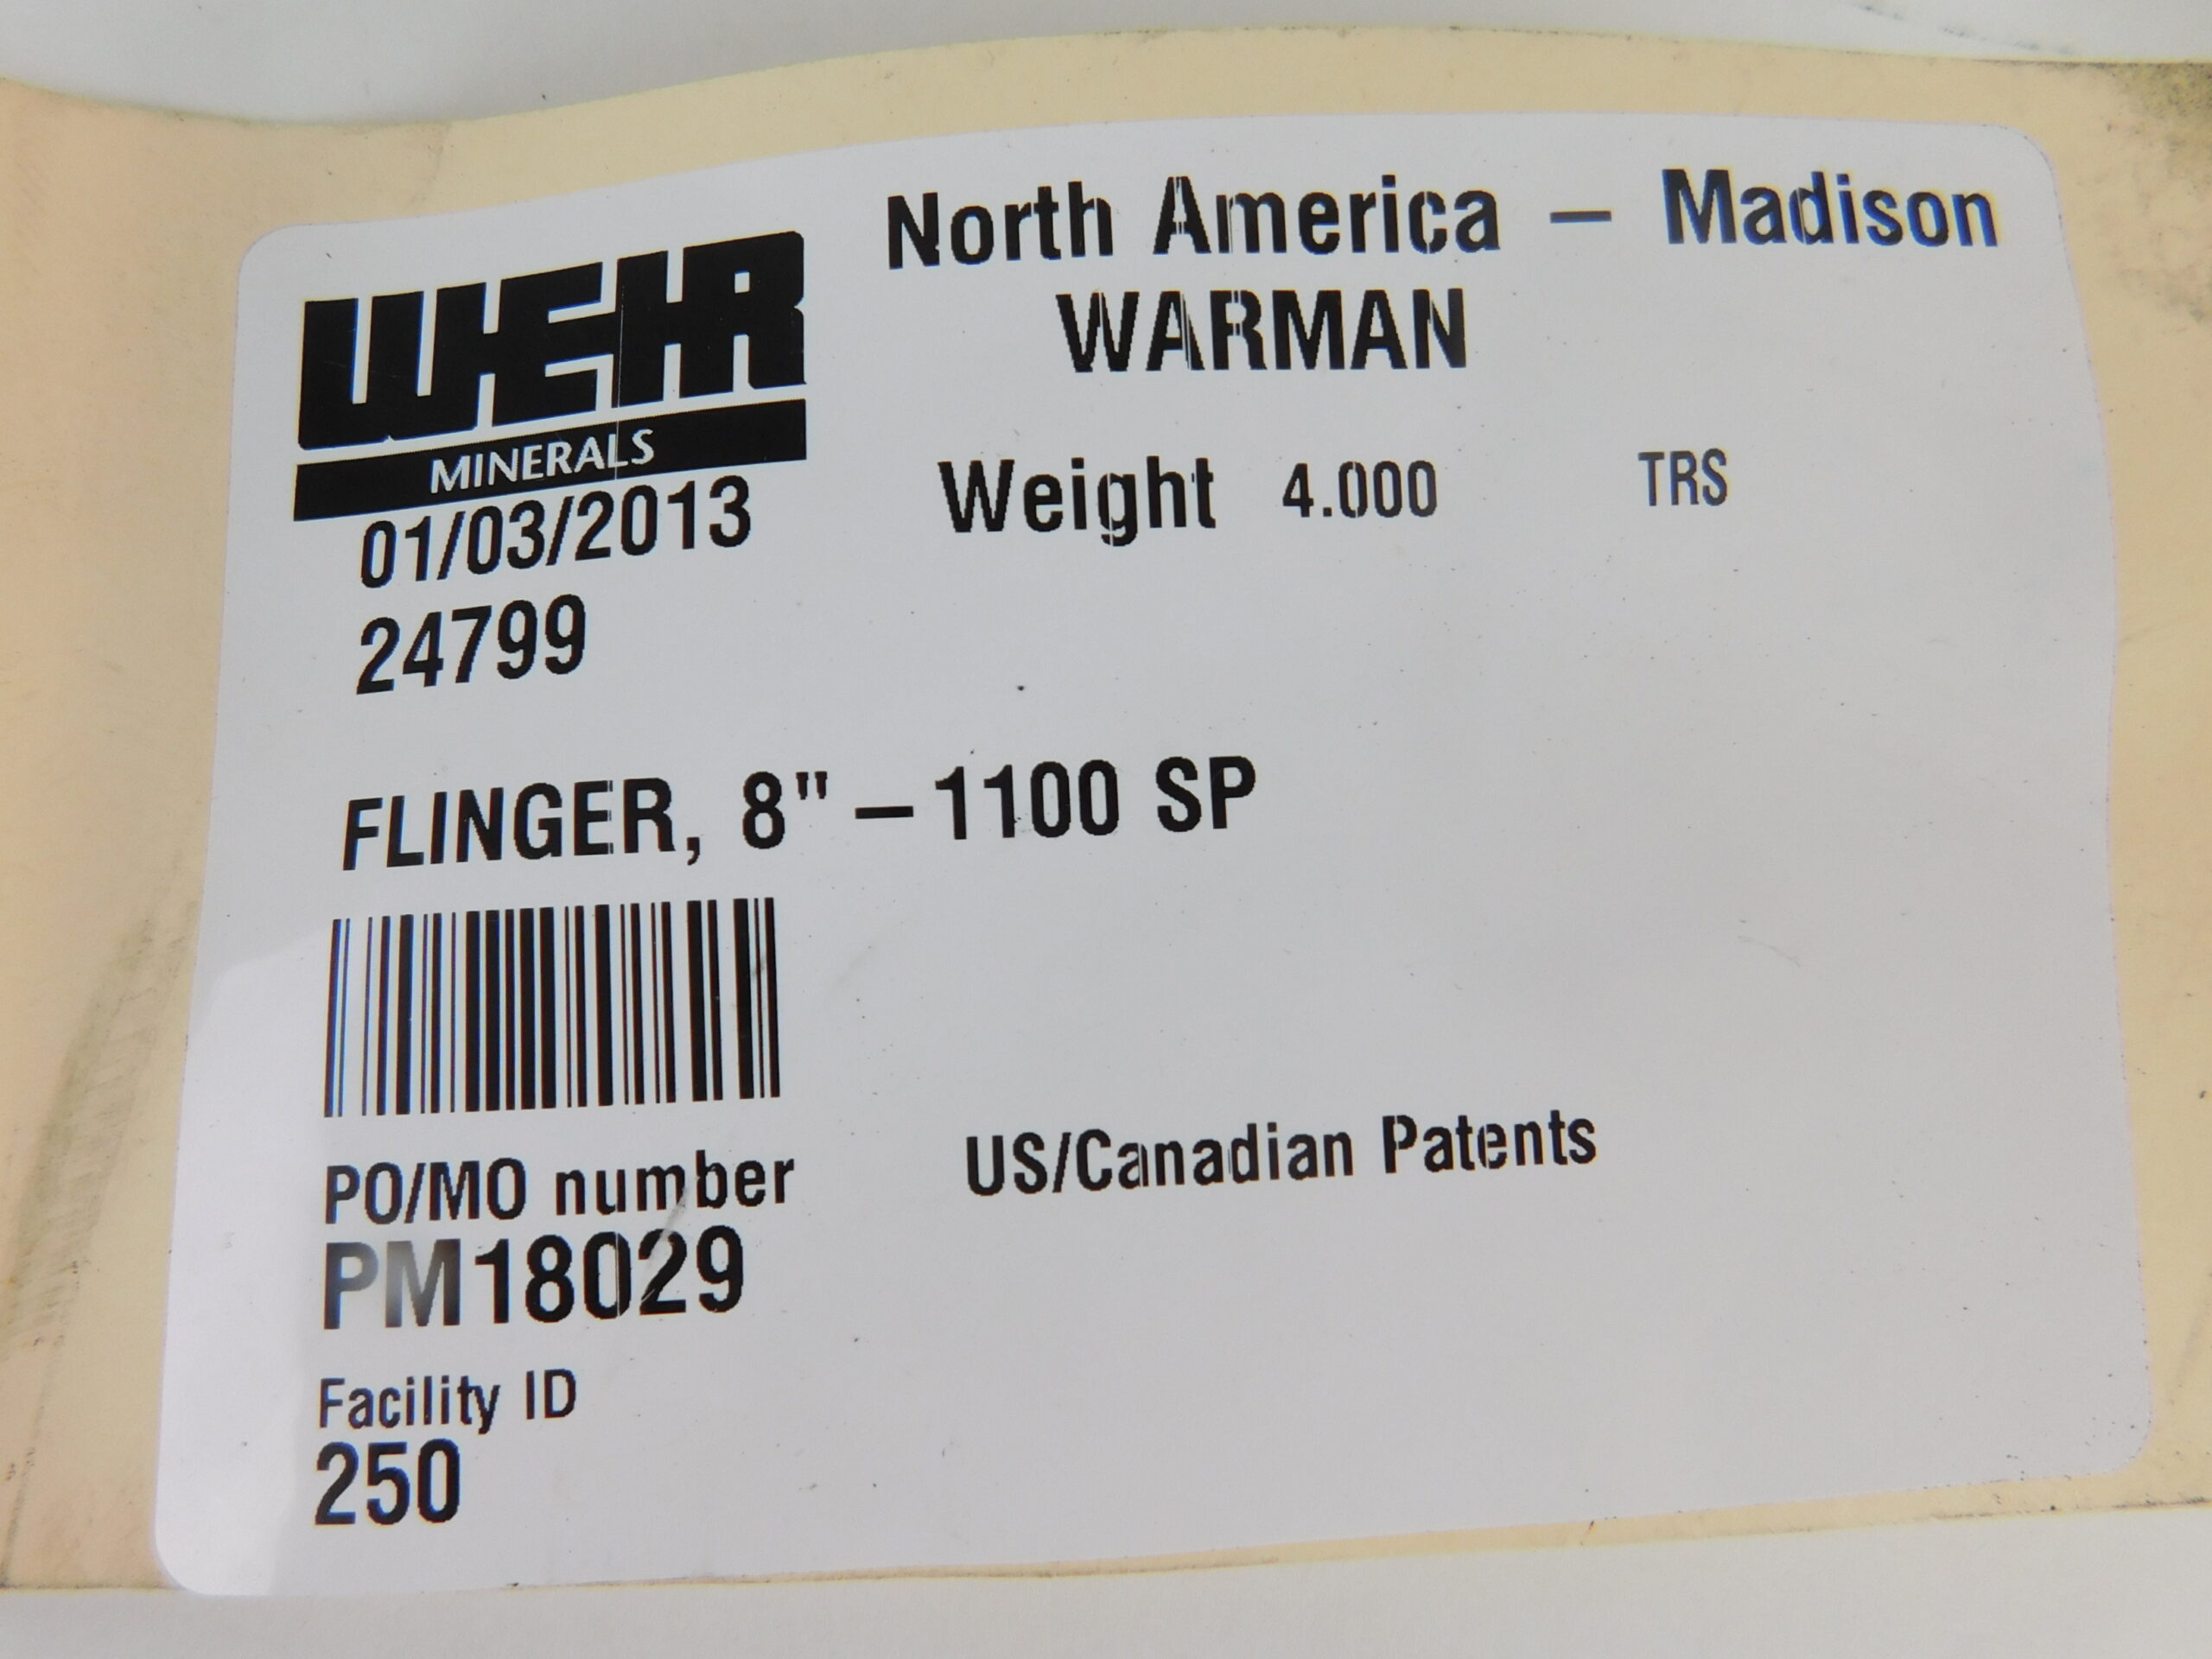 North America – Madison
WEIR
WARMAN
MINERALS
Weight 4.000 TRS
01/03/2013
24799
FLINGER, 8" – 1100 SP
PO/MO number
US/Canadian Patents
PM18029
Facility ID
250